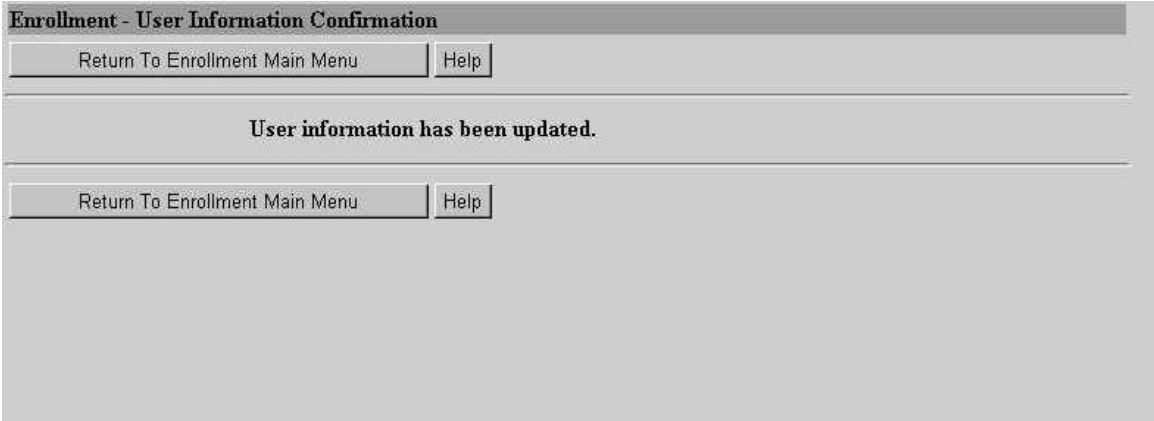 Enrollment - User Information Confirmation
Return To Enrollment Main Menu Help
User information has been updated.
Return To Enrollment Main Menu Help